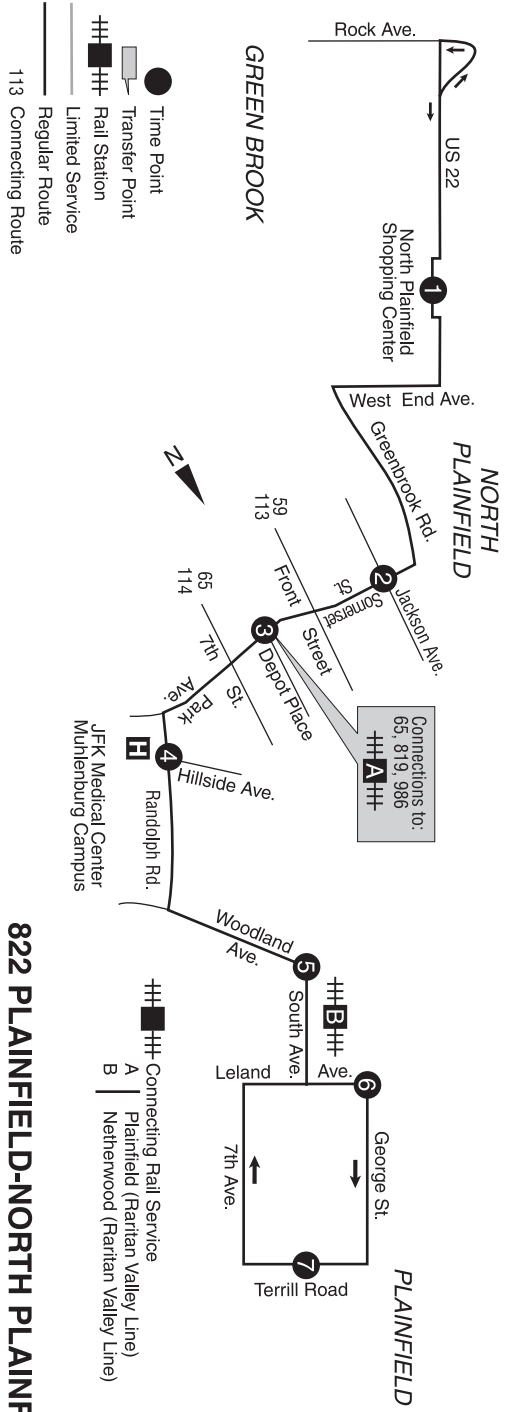 Rock Ave.
US 22
GREEN BROOK
1
North Plainfield
Shopping Center
West End Ave.
Greenbrook Rd.
NORTH
PLAINFIELD
2
Jackson Ave.
Somerset
St.
59
113
Front
Street
N
65
114
7th
St.
3
Depot Place
Park
Ave.
Connections to:
65, 819, 986
A
H
4
Hillside Ave.
JFK Medical Center
Muhlenburg Campus
Randolph Rd.
Woodland
Ave.
5
South Ave.
B
Leland
Ave.
6
George St.
7th Ave.
7
Terrill Road
PLAINFIELD
Time Point
Transfer Point
Rail Station
Limited Service
Regular Route
113 Connecting Route
Connecting Rail Service
A Plainfield (Raritan Valley Line)
B Netherwood (Raritan Valley Line)
822 PLAINFIELD-NORTH PLAINF